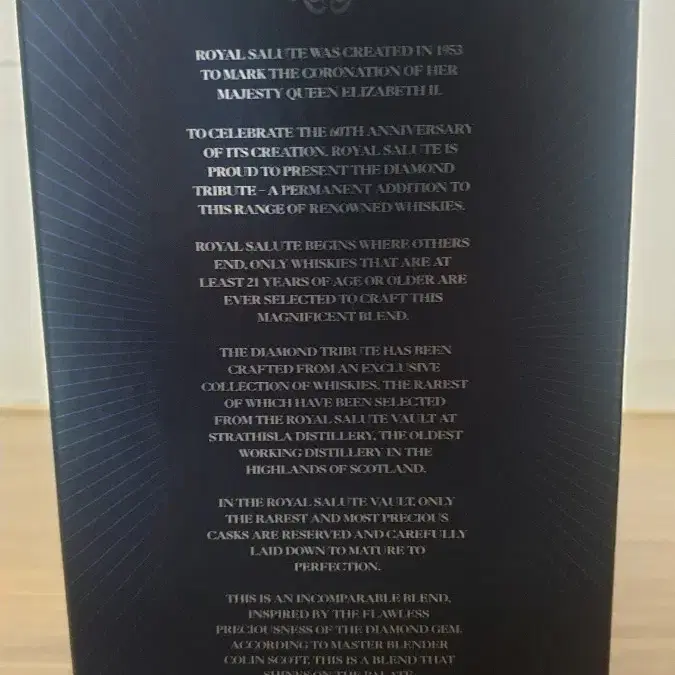 ROYAL SALUTE WAS CREATED IN 1953
TO MARK THE CORONATION OF HER
MAJESTY QUEEN ELIZABETH II.
TO CELEBRATE THE 60TH ANNIVERSARY
OF ITS CREATION, ROYAL SALUTE IS
PROUD TO PRESENT THE DIAMOND
TRIBUTE – A PERMANENT ADDITION TO
THIS RANGE OF RENOWNED WHISKIES.
ROYAL SALUTE BEGINS WHERE OTHERS
END. ONLY WHISKIES THAT ARE AT
LEAST 21 YEARS OF AGE OR OLDER ARE
EVER SELECTED TO CRAFT THIS
MAGNIFICENT BLEND.
THE DIAMOND TRIBUTE HAS BEEN
CRAFTED FROM AN EXCLUSIVE
COLLECTION OF WHISKIES, THE RAREST
OF WHICH HAVE BEEN SELECTED
FROM THE ROYAL SALUTE VAULT AT
STRATHISLA DISTILLERY, THE OLDEST
WORKING DISTILLERY IN THE
HIGHLANDS OF SCOTLAND.
IN THE ROYAL SALUTE VAULT, ONLY
THE RAREST AND MOST PRECIOUS
CASKS ARE RESERVED AND CAREFULLY
LAID DOWN TO MATURE TO
PERFECTION.
THIS IS AN INCOMPARABLE BLEND,
INSPIRED BY THE FLAWLESS
PRECIOUSNESS OF THE DIAMOND GEM.
ACCORDING TO MASTER BLENDER
COLIN SCOTT, THIS IS A BLEND THAT
SHINES ON THE PALATE